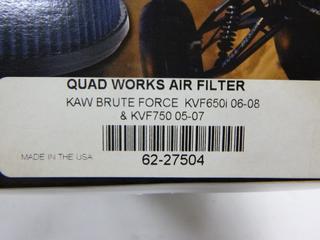 QUAD WORKS AIR FILTER
KAW BRUTE FORCE KVF650i 06-08
& KVF750 05-07
MADE IN THE USA
62-27504